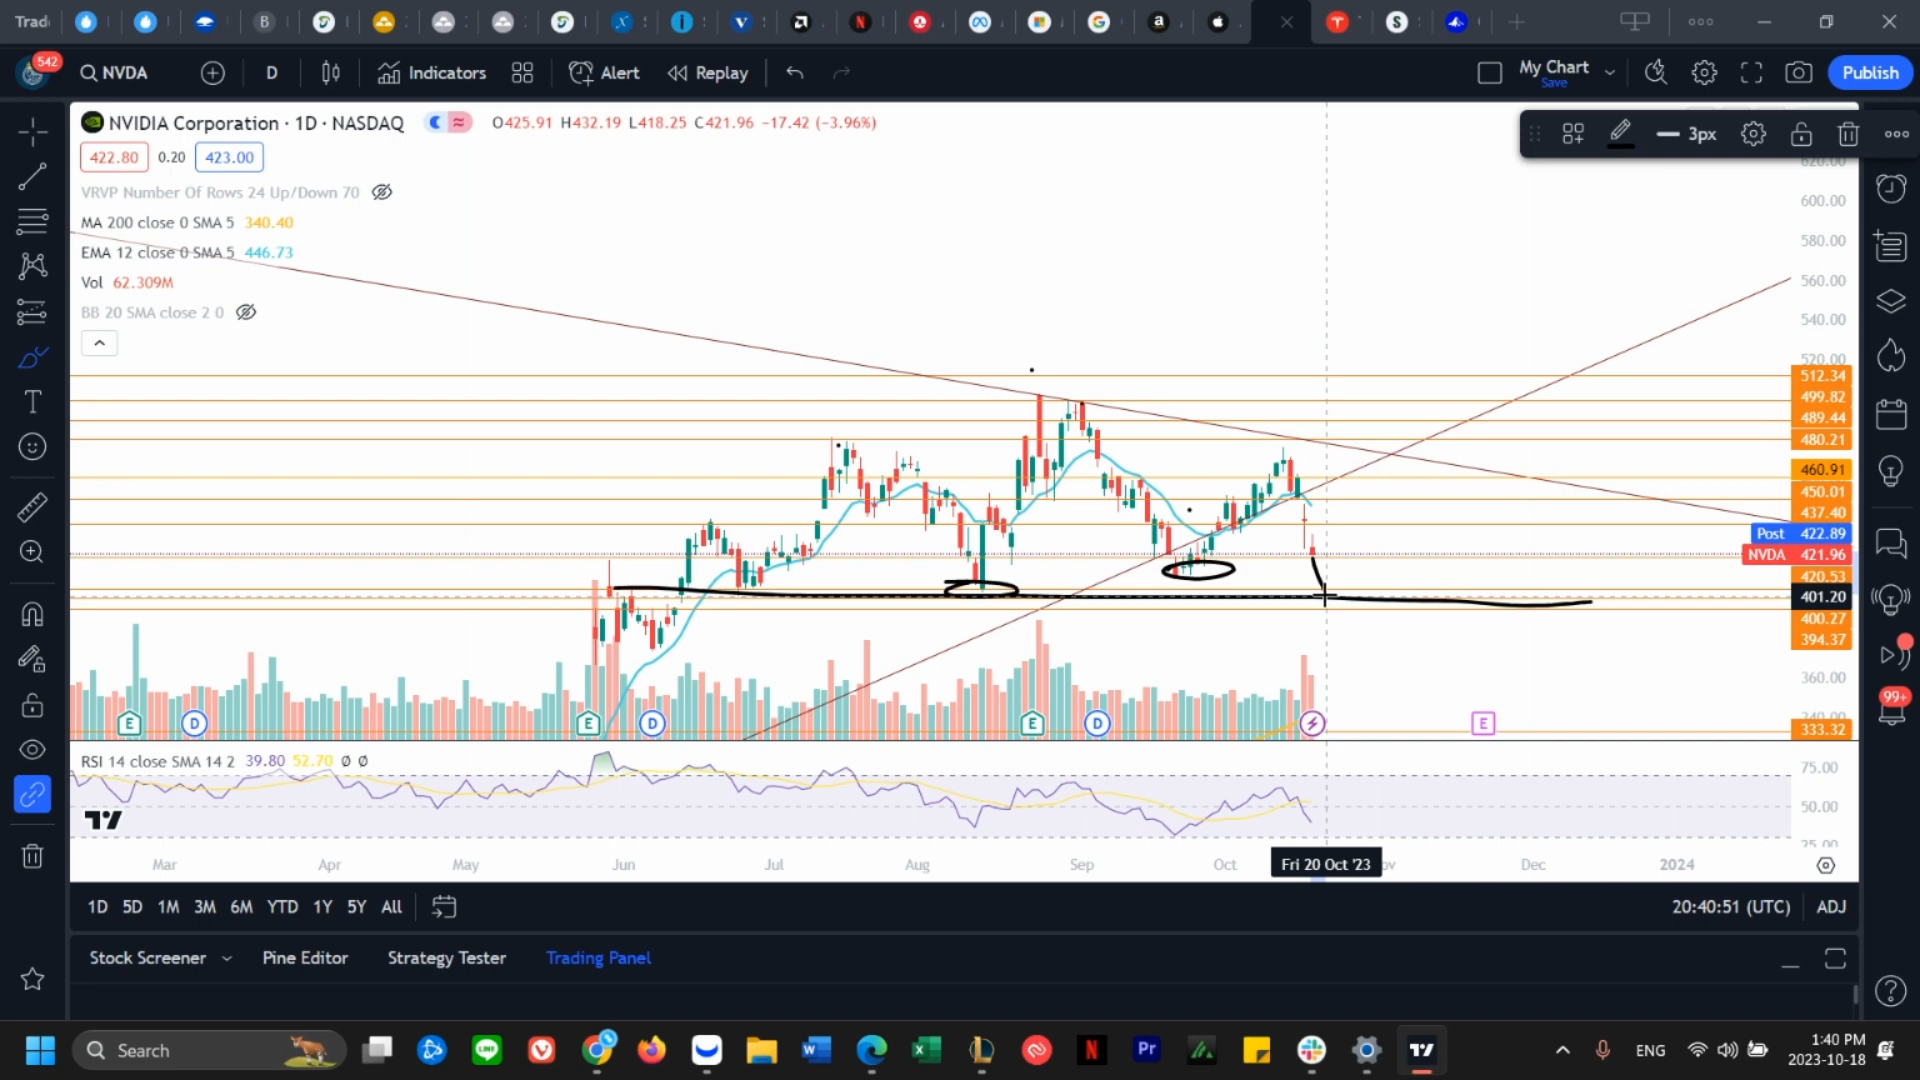 Trad
542
NVDA
D
Indicators
Alert
Replay
My Chart
Save
Publish
NVIDIA Corporation · 1D · NASDAQ
O425.91 H432.19 L418.25 C421.96 −17.42 (−3.96%)
3px
422.80
0.20
423.00
VRVP Number Of Rows 24 Up/Down 70
MA 200 close 0 SMA 5 340.40
EMA 12 close 0 SMA 5 446.73
Vol 62.309M
BB 20 SMA close 2 0
620.00
600.00
580.00
560.00
540.00
520.00
512.34
499.82
489.44
480.21
460.91
450.01
437.40
Post 422.89
NVDA 421.96
420.53
401.20
400.27
394.37
360.00
340.00
333.32
99+
E
D
E
D
E
D
E
RSI 14 close SMA 14 2 39.80 52.70 Ø Ø
75.00
50.00
25.00
Mar
Apr
May
Jun
Jul
Aug
Sep
Oct
Fri 20 Oct '23
Dec
2024
1D
5D
1M
3M
6M
YTD
1Y
5Y
All
20:40:51 (UTC)
ADJ
Stock Screener
Pine Editor
Strategy Tester
Trading Panel
Search
ENG
1:40 PM
2023-10-18